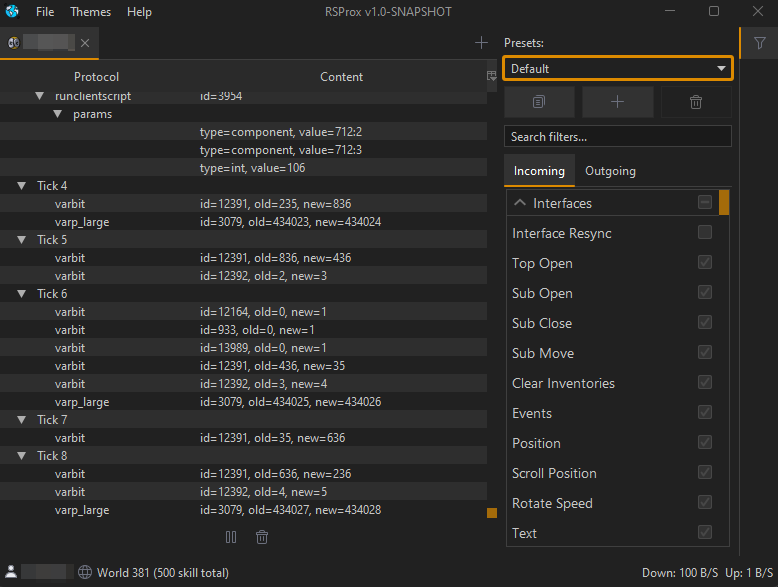 File Themes Help RSProx v1.0-SNAPSHOT
Presets:
Default
Protocol Content
runclientscript id=3954
params
type=component, value=712:2
type=component, value=712:3
type=int, value=106
Tick 4
varbit id=12391, old=235, new=836
varp_large id=3079, old=434023, new=434024
Tick 5
varbit id=12391, old=836, new=436
varbit id=12392, old=2, new=3
Tick 6
varbit id=12164, old=0, new=1
varbit id=933, old=0, new=1
varbit id=13989, old=0, new=1
varbit id=12391, old=436, new=35
varbit id=12392, old=3, new=4
varp_large id=3079, old=434025, new=434026
Tick 7
varbit id=12391, old=35, new=636
Tick 8
varbit id=12391, old=636, new=236
varbit id=12392, old=4, new=5
varp_large id=3079, old=434027, new=434028
Search filters...
Incoming Outgoing
Interfaces
Interface Resync
Top Open
Sub Open
Sub Close
Sub Move
Clear Inventories
Events
Position
Scroll Position
Rotate Speed
Text
World 381 (500 skill total) Down: 100 B/S Up: 1 B/S